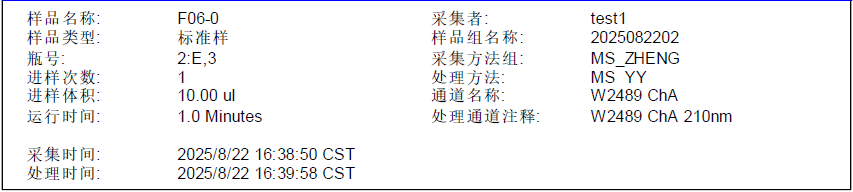 样品名称: F06-0 采集者: test1
样品类型: 标准样 样品组名称: 2025082202
瓶号: 2:E,3 采集方法组: MS_ZHENG
进样次数: 1 处理方法: MS_YY
进样体积: 10.00 ul 通道名称: W2489 ChA
运行时间: 1.0 Minutes 处理通道注释: W2489 ChA 210nm
采集时间: 2025/8/22 16:38:50 CST
处理时间: 2025/8/22 16:39:58 CST